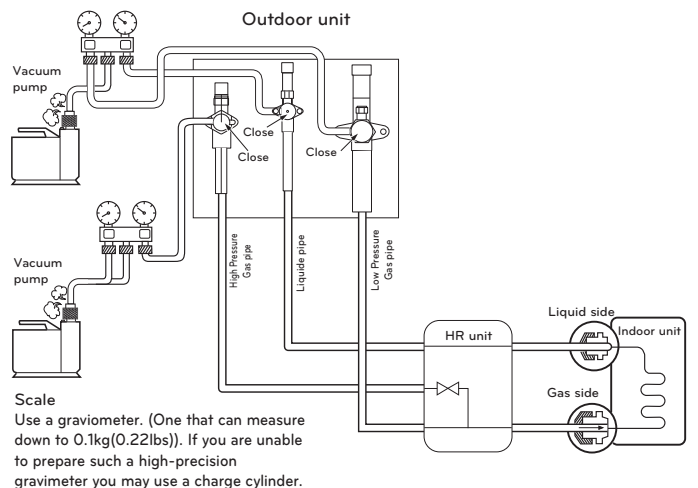 Outdoor unit
Vacuum
pump
Close
Close
Close
High Pressure
Gas pipe
Liquide pipe
Low Pressure
Gas pipe
Vacuum
pump
Liquid side
Indoor unit
HR unit
Gas side
Scale
Use a graviometer. (One that can measure
down to 0.1kg(0.22lbs)). If you are unable
to prepare such a high-precision
gravimeter you may use a charge cylinder.